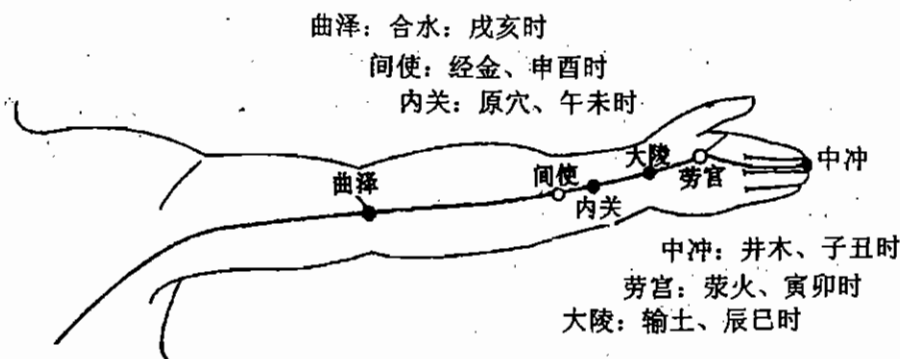 曲泽：合水：戌亥时
间使：经金、申酉时
内关：原穴、午未时
曲泽
间使
内关
大陵
劳宫
中冲
中冲：井木、子丑时
劳宫：荥火、寅卯时
大陵：输土、辰巳时